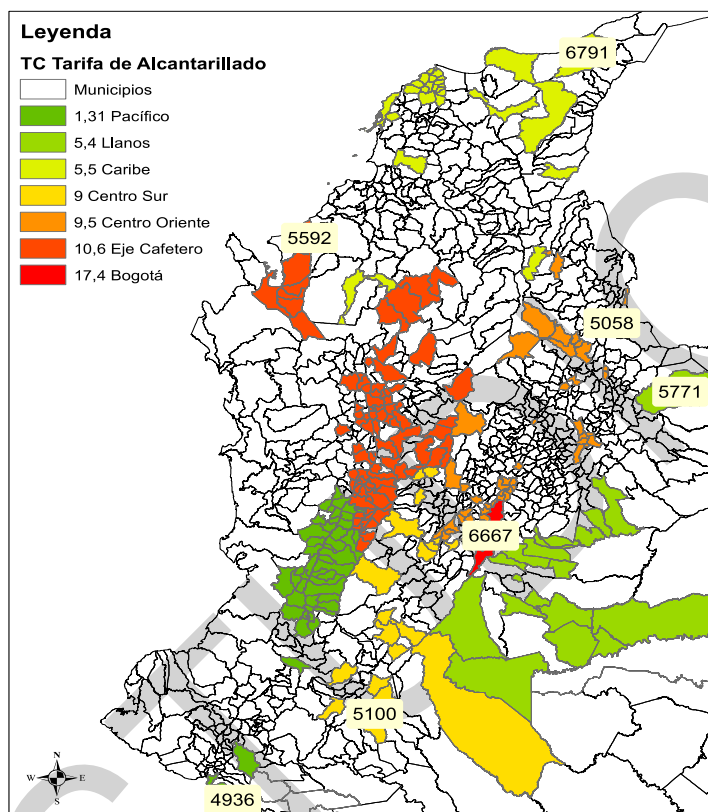 Leyenda
TC Tarifa de Alcantarillado
Municipios
1,31 Pacífico
5,4 Llanos
5,5 Caribe
9 Centro Sur
9,5 Centro Oriente
10,6 Eje Cafetero
17,4 Bogotá
6791
5592
5058
5771
6667
5100
4936
N
W E
S